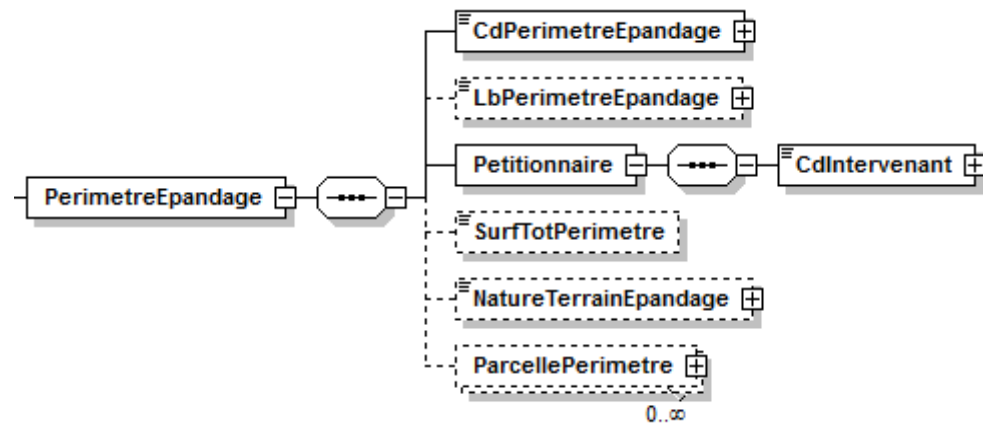 CdPerimetreEpandage
LbPerimetreEpandage
Petitionnaire
CdIntervenant
PerimetreEpandage
SurfTotPerimetre
NatureTerrainEpandage
ParcellePerimetre
0..∞